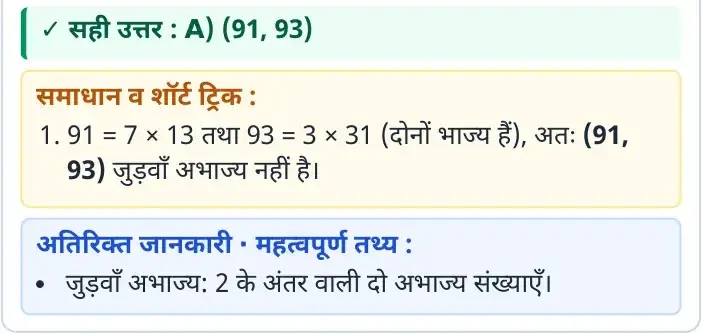 ✓ सही उत्तर : A) (91, 93)
समाधान व शॉर्ट ट्रिक :
1. 91 = 7 × 13 तथा 93 = 3 × 31 (दोनों भाज्य हैं), अतः (91,
93) जुड़वाँ अभाज्य नहीं है।
अतिरिक्त जानकारी · महत्वपूर्ण तथ्य :
• जुड़वाँ अभाज्य: 2 के अंतर वाली दो अभाज्य संख्याएँ।